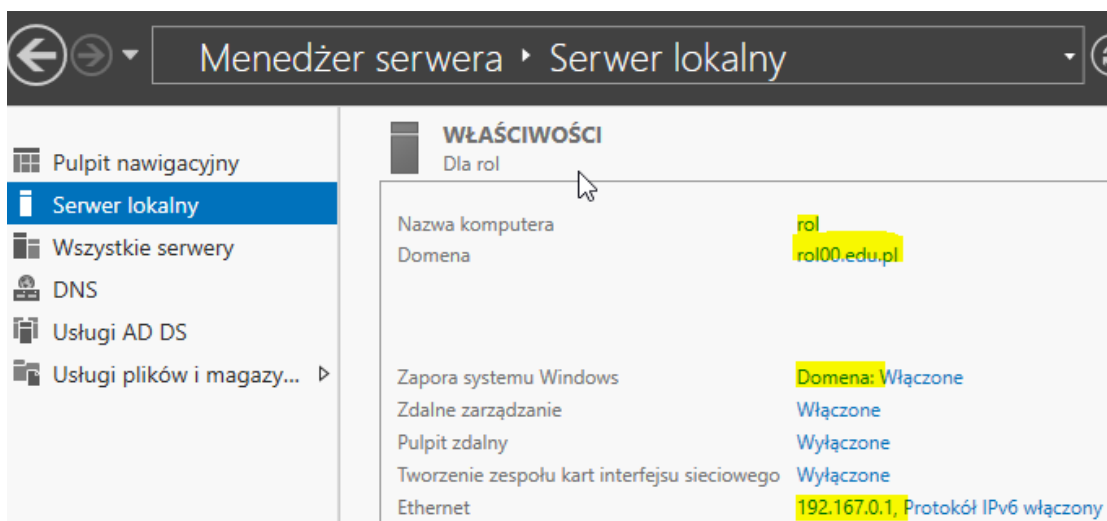 Menedżer serwera ‣ Serwer lokalny
Pulpit nawigacyjny
Serwer lokalny
Wszystkie serwery
DNS
Usługi AD DS
Usługi plików i magazy...
WŁAŚCIWOŚCI
Dla rol
Nazwa komputera rol
Domena rol00.edu.pl
Zapora systemu Windows Domena: Włączone
Zdalne zarządzanie Włączone
Pulpit zdalny Wyłączone
Tworzenie zespołu kart interfejsu sieciowego Wyłączone
Ethernet 192.167.0.1, Protokół IPv6 włączony